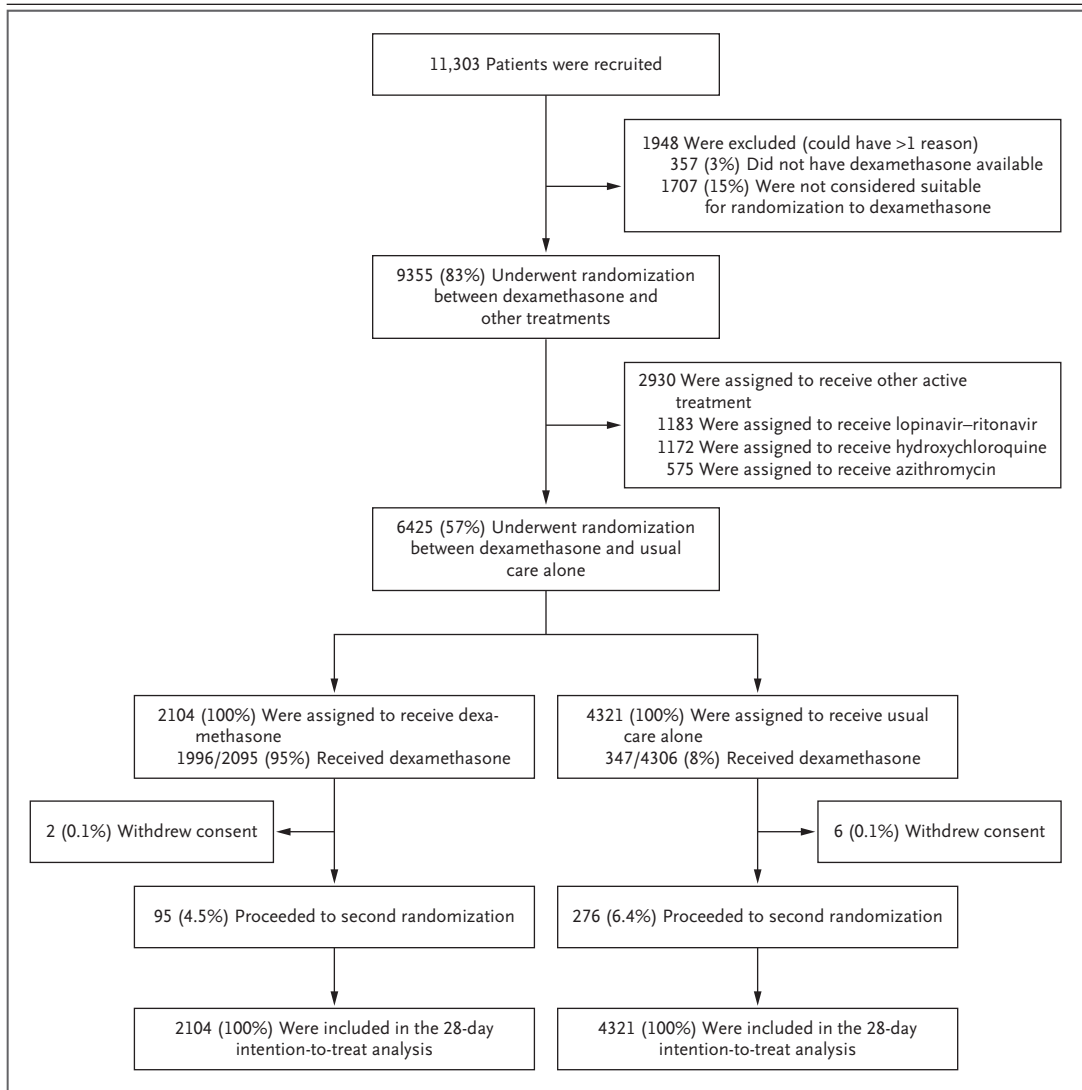 11,303 Patients were recruited
1948 Were excluded (could have >1 reason)
357 (3%) Did not have dexamethasone available
1707 (15%) Were not considered suitable
for randomization to dexamethasone
9355 (83%) Underwent randomization
between dexamethasone and
other treatments
2930 Were assigned to receive other active
treatment
1183 Were assigned to receive lopinavir–ritonavir
1172 Were assigned to receive hydroxychloroquine
575 Were assigned to receive azithromycin
6425 (57%) Underwent randomization
between dexamethasone and usual
care alone
2104 (100%) Were assigned to receive dexa-
methasone
1996/2095 (95%) Received dexamethasone
4321 (100%) Were assigned to receive usual
care alone
347/4306 (8%) Received dexamethasone
2 (0.1%) Withdrew consent
6 (0.1%) Withdrew consent
95 (4.5%) Proceeded to second randomization
276 (6.4%) Proceeded to second randomization
2104 (100%) Were included in the 28-day
intention-to-treat analysis
4321 (100%) Were included in the 28-day
intention-to-treat analysis